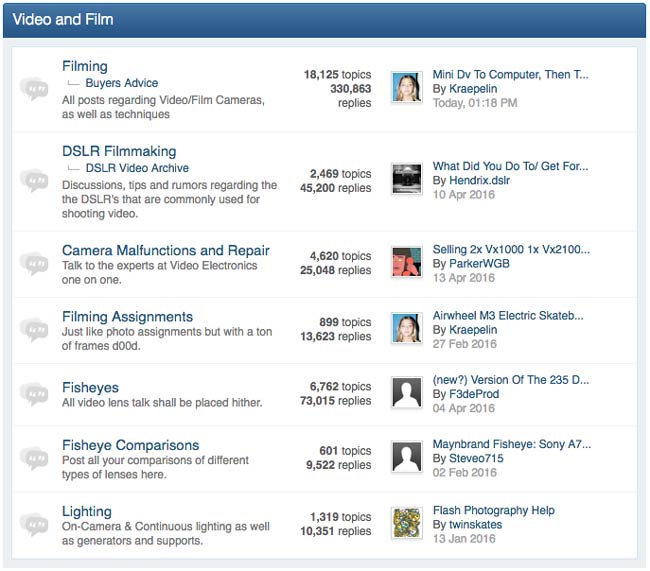 Video and Film
Filming
Buyers Advice
All posts regarding Video/Film Cameras,
as well as techniques
18,125 topics
330,863
replies
Mini Dv To Computer, Then T...
By Kraepelin
Today, 01:18 PM
DSLR Filmmaking
DSLR Video Archive
Discussions, tips and rumors regarding the
the DSLR's that are commonly used for
shooting video.
2,469 topics
45,200 replies
What Did You Do To/ Get For...
By Hendrix.dslr
10 Apr 2016
Camera Malfunctions and Repair
Talk to the experts at Video Electronics
one on one.
4,620 topics
25,048 replies
Selling 2x Vx1000 1x Vx2100...
By ParkerWGB
13 Apr 2016
Filming Assignments
Just like photo assignments but with a ton
of frames d00d.
899 topics
13,623 replies
Airwheel M3 Electric Skateb...
By Kraepelin
27 Feb 2016
Fisheyes
All video lens talk shall be placed hither.
6,762 topics
73,015 replies
(new?) Version Of The 235 D...
By F3deProd
04 Apr 2016
Fisheye Comparisons
Post all your comparisons of different
types of lenses here.
601 topics
9,522 replies
Maynbrand Fisheye: Sony A7...
By Steveo715
02 Feb 2016
Lighting
On-Camera & Continuous lighting as well
as generators and supports.
1,319 topics
10,351 replies
Flash Photography Help
By twinskates
13 Jan 2016